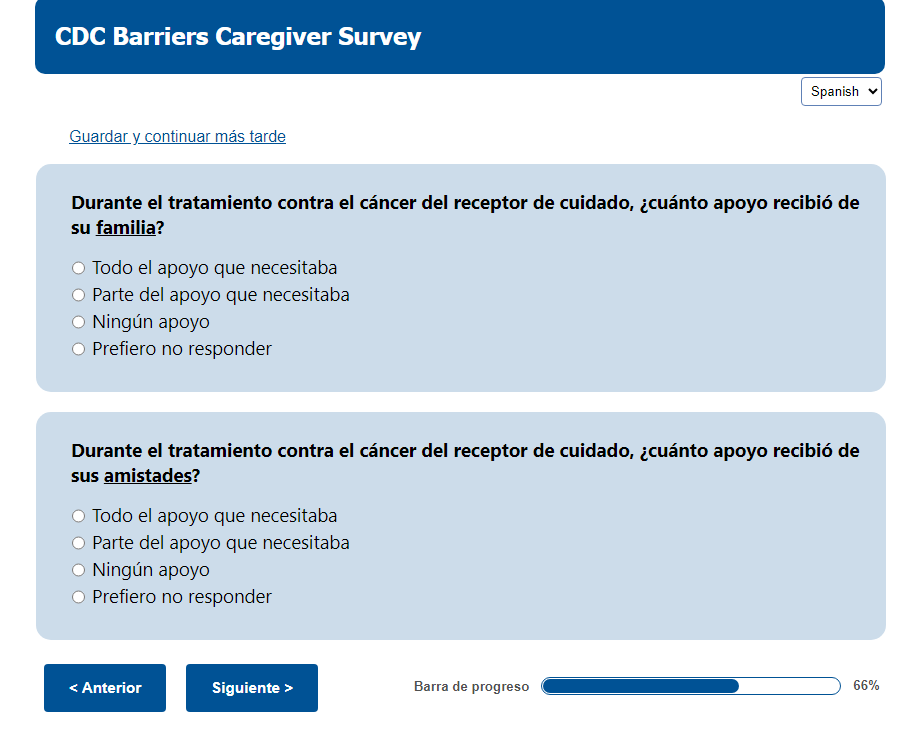 CDC Barriers Caregiver Survey
Spanish
Guardar y continuar más tarde
Durante el tratamiento contra el cáncer del receptor de cuidado, ¿cuánto apoyo recibió de
su familia?
Todo el apoyo que necesitaba
Parte del apoyo que necesitaba
Ningún apoyo
Prefiero no responder
Durante el tratamiento contra el cáncer del receptor de cuidado, ¿cuánto apoyo recibió de
sus amistades?
Todo el apoyo que necesitaba
Parte del apoyo que necesitaba
Ningún apoyo
Prefiero no responder
< Anterior
Siguiente >
Barra de progreso
66%